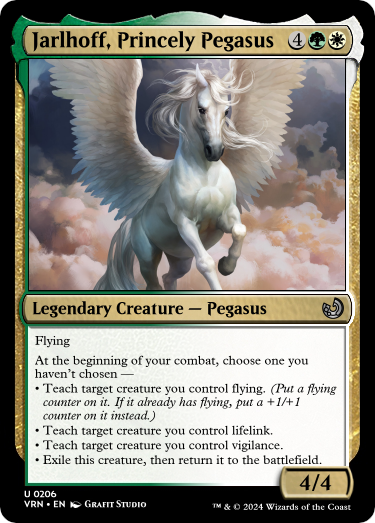 Jarlhoff, Princely Pegasus 4
Legendary Creature — Pegasus
Flying
At the beginning of your combat, choose one you
haven't chosen —
• Teach target creature you control flying. (Put a flying
counter on it. If it already has flying, put a +1/+1
counter on it instead.)
• Teach target creature you control lifelink.
• Teach target creature you control vigilance.
• Exile this creature, then return it to the battlefield.
4/4
U 0206
VRN • EN Grafit Studio
™ & © 2024 Wizards of the Coast